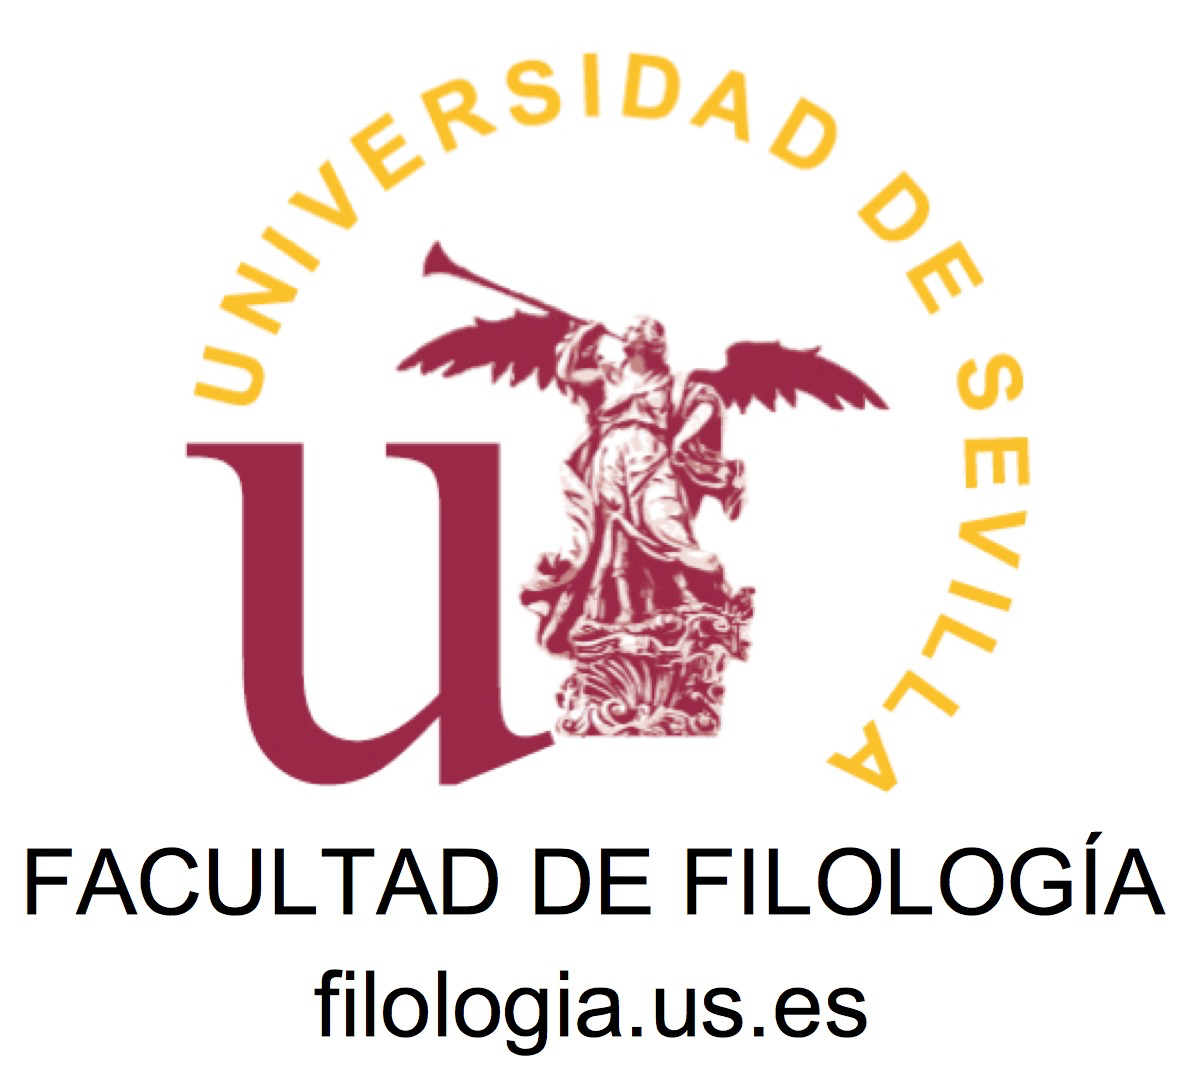 UNIVERSIDAD DE SEVILLA
u
FACULTAD DE FILOLOGÍA
filologia.us.es